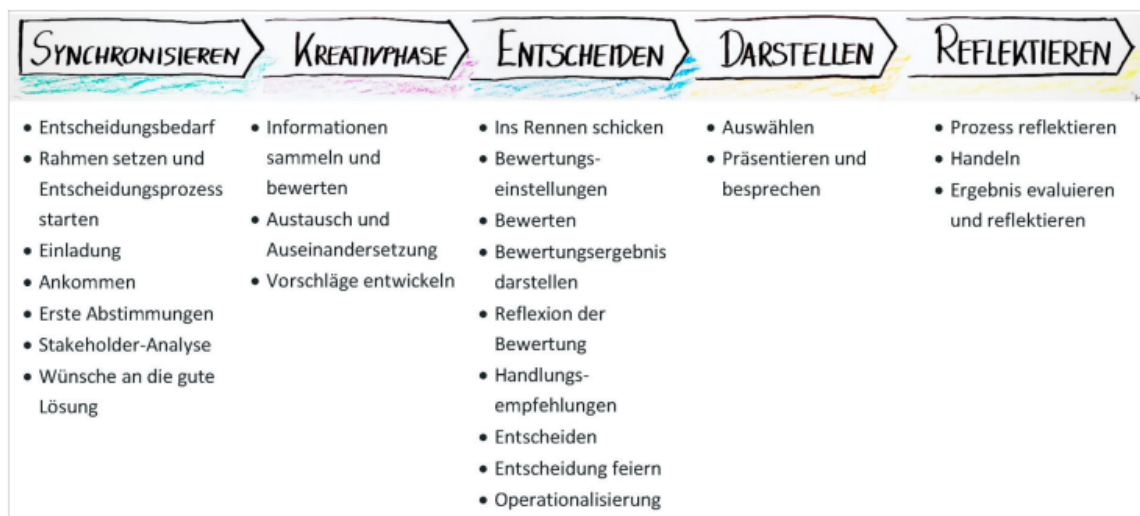 SYNCHRONISIEREN
KREATIVPHASE
ENTSCHEIDEN
DARSTELLEN
REFLEKTIEREN
• Entscheidungsbedarf
• Rahmen setzen und
Entscheidungsprozess
starten
• Einladung
• Ankommen
• Erste Abstimmungen
• Stakeholder-Analyse
• Wünsche an die gute
Lösung
• Informationen
sammeln und
bewerten
• Austausch und
Auseinandersetzung
• Vorschläge entwickeln
• Ins Rennen schicken
• Bewertungs-
einstellungen
• Bewerten
• Bewertungsergebnis
darstellen
• Reflexion der
Bewertung
• Handlungs-
empfehlungen
• Entscheiden
• Entscheidung feiern
• Operationalisierung
• Auswählen
• Präsentieren und
besprechen
• Prozess reflektieren
• Handeln
• Ergebnis evaluieren
und reflektieren